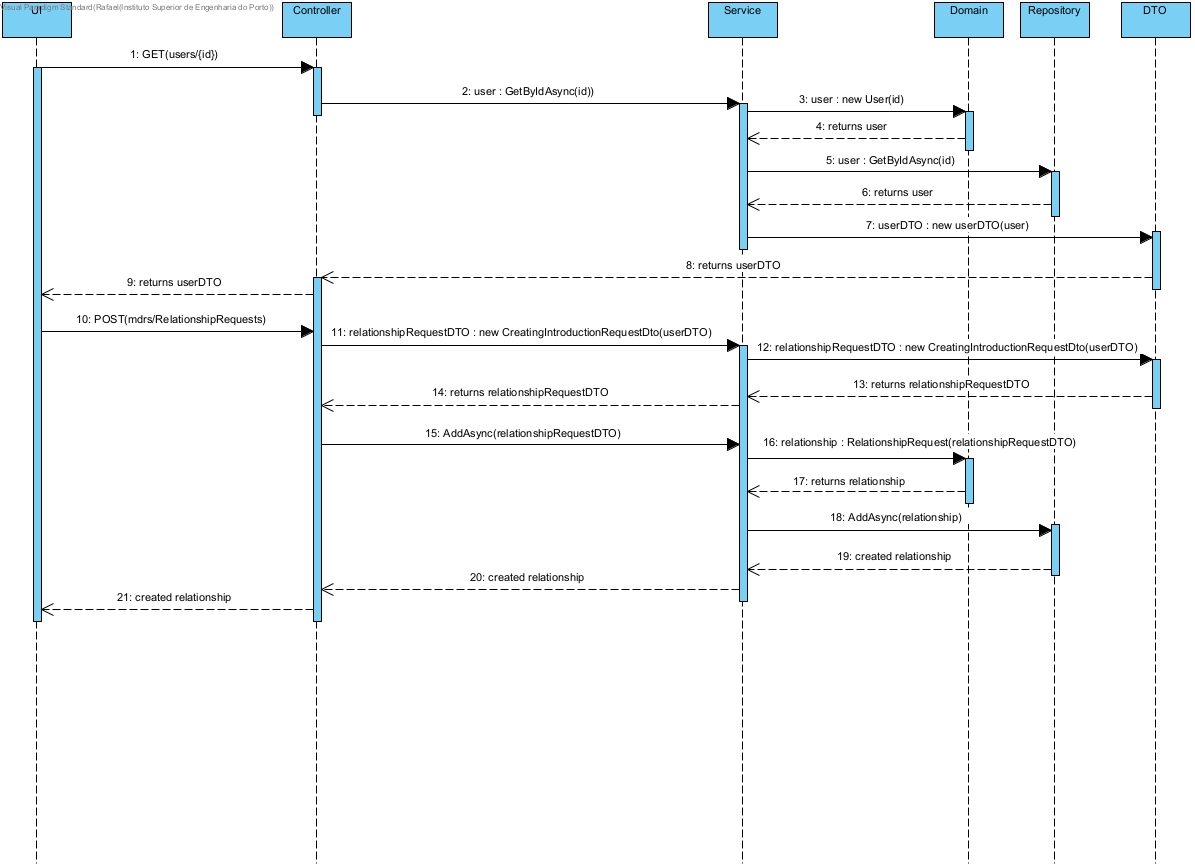 Visual Paradigm Standard(Rafael(Instituto Superior de Engenharia do Porto))
UI
Controller
Service
Domain
Repository
DTO
1: GET(users/{id})
2: user : GetByIdAsync(id))
3: user : new User(id)
4: returns user
5: user : GetByIdAsync(id)
6: returns user
7: userDTO : new userDTO(user)
8: returns userDTO
9: returns userDTO
10: POST(mdrs/RelationshipRequests)
11: relationshipRequestDTO : new CreatingIntroductionRequestDto(userDTO)
12: relationshipRequestDTO : new CreatingIntroductionRequestDto(userDTO)
13: returns relationshipRequestDTO
14: returns relationshipRequestDTO
15: AddAsync(relationshipRequestDTO)
16: relationship : RelationshipRequest(relationshipRequestDTO)
17: returns relationship
18: AddAsync(relationship)
19: created relationship
20: created relationship
21: created relationship